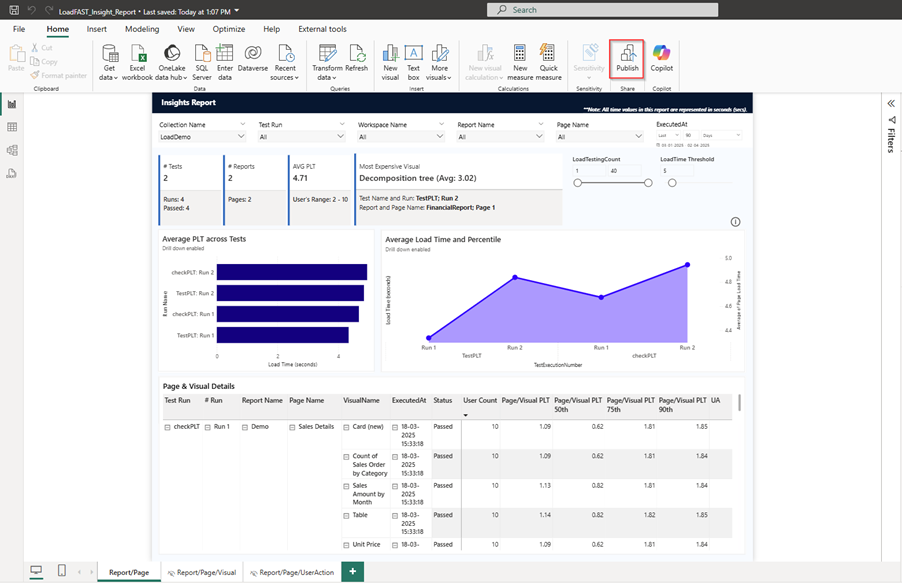 LoadFAST_Insight_Report • Last saved: Today at 1:07 PM
Search
File Home Insert Modeling View Optimize Help External tools
Paste
Cut
Copy
Format painter
Clipboard
Get data
Excel workbook
OneLake data hub
SQL Server
Enter data
Dataverse
Recent sources
Data
Transform data
Refresh
Queries
New visual
Text box
More visuals
Insert
New visual calculation
New measure
Quick measure
Calculations
Sensitivity
Sensitivity
Publish
Share
Copilot
Copilot
Insights Report
**Note: All time values in this report are represented in seconds (secs).
Collection Name
LoadDemo
Test Run
All
Workspace Name
All
Report Name
All
Page Name
All
ExecutedAt
Last 90 Days
# Tests
2
Runs: 4
Passed: 4
# Reports
2
Pages: 2
AVG PLT
4.71
User's Range: 2 - 10
Most Expensive Visual
Decomposition tree (Avg: 3.02)
Test Name and Run: TestPLT; Run 2
Report and Page Name: FinancialReport; Page 1
LoadTestingCount
1 40
LoadTime Threshold
5
Filters
Average PLT across Tests
Drill down enabled
Run Name
checkPLT: Run 2
TestPLT: Run 2
checkPLT: Run 1
TestPLT: Run 1
0 2 4
Load Time (seconds)
Average Load Time and Percentile
Drill down enabled
Load Time (seconds)
5.0
4.8
4.6
4.4
Average of Page Load Time
Run 1 Run 2 Run 1 Run 2
TestPLT checkPLT
TestExecutionNumber
Page & Visual Details
Test Run # Run Report Name Page Name VisualName ExecutedAt Status User Count Page/Visual PLT Page/Visual PLT 50th Page/Visual PLT 75th Page/Visual PLT 90th UA
checkPLT Run 1 Demo Sales Details Card (new) 18-03-2025 15:33:18 Passed 10 1.09 0.62 1.81 1.85
Count of Sales Order by Category 18-03-2025 15:33:18 Passed 10 1.09 0.62 1.81 1.84
Sales Amount by Month 18-03-2025 15:33:18 Passed 10 1.13 0.82 1.81 1.84
Table 18-03-2025 15:33:18 Passed 10 1.14 0.82 1.82 1.85
Unit Price 18-03- Passed 10 1.09 0.62 1.81 1.84
Report/Page Report/Page/Visual Report/Page/UserAction +